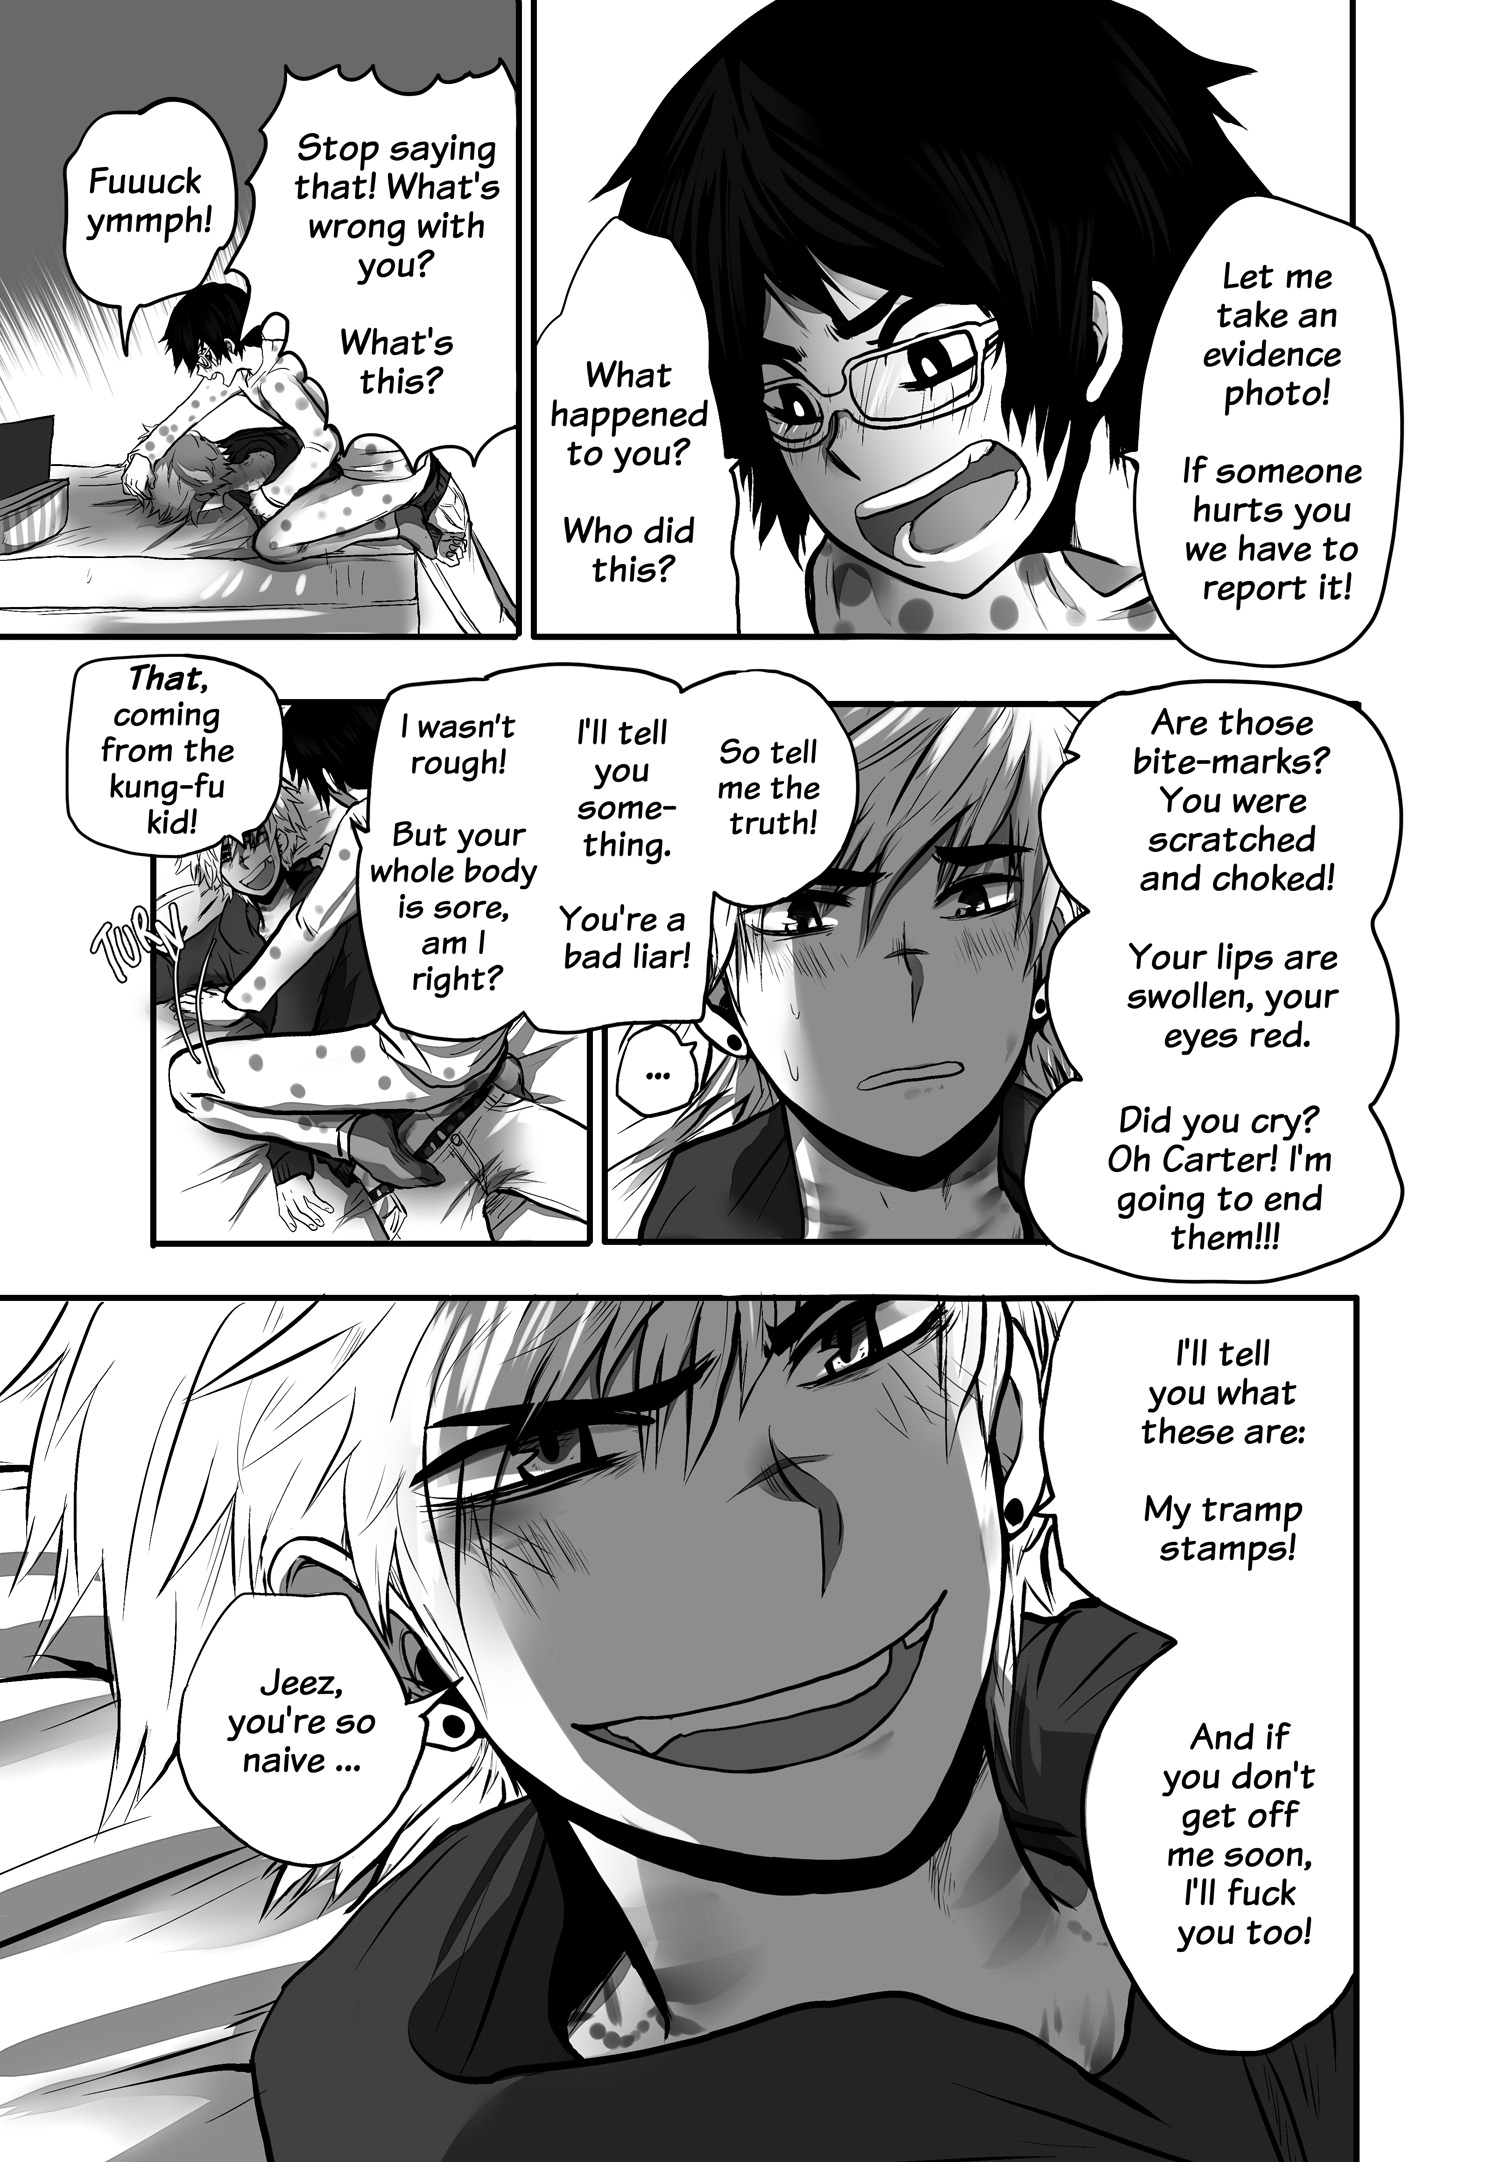 Fuuuck
ymmph!
Stop saying
that! What's
wrong with
you?
What's
this?
What
happened
to you?
Who did
this?
Let me
take an
evidence
photo!
If someone
hurts you
we have to
report it!
That,
coming
from the
kung-fu
kid!
TURN
I wasn't
rough!
But your
whole body
is sore,
am I
right?
I'll tell
you
some-
thing.
You're a
bad liar!
So tell
me the
truth!
...
Are those
bite-marks?
You were
scratched
and choked!
Your lips are
swollen, your
eyes red.
Did you cry?
Oh Carter! I'm
going to end
them!!!
Jeez,
you're so
naive ...
I'll tell
you what
these are:
My tramp
stamps!
And if
you don't
get off
me soon,
I'll fuck
you too!